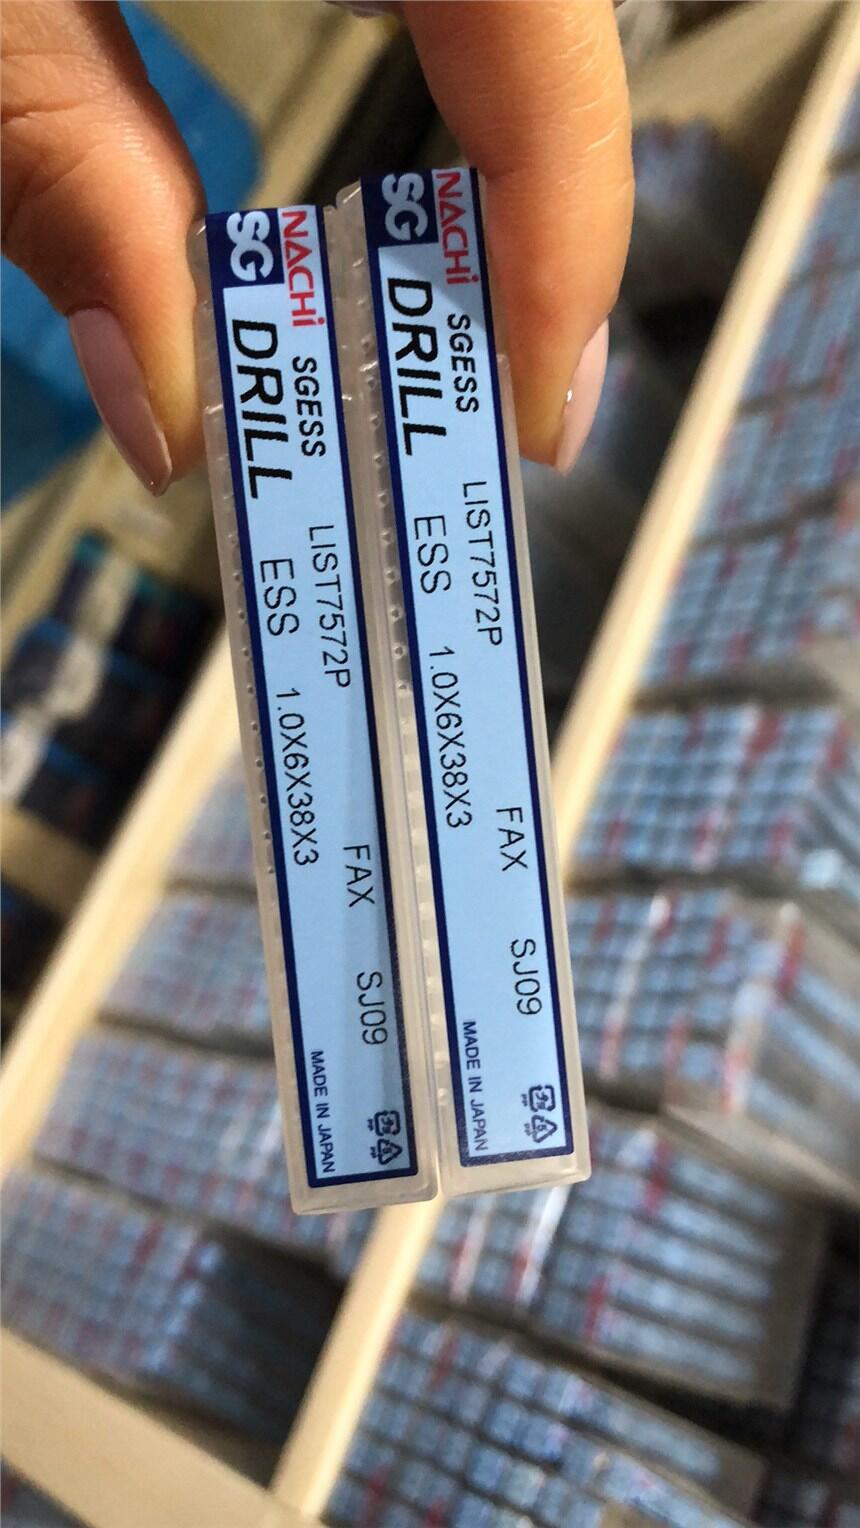 NACHi SGESS LIST7572P FAX SJ09
SG DRILL ESS 1.0X6X38X3 MADE IN JAPAN
NACHi SGESS LIST7572P FAX SJ09
SG DRILL ESS 1.0X6X38X3 MADE IN JAPAN